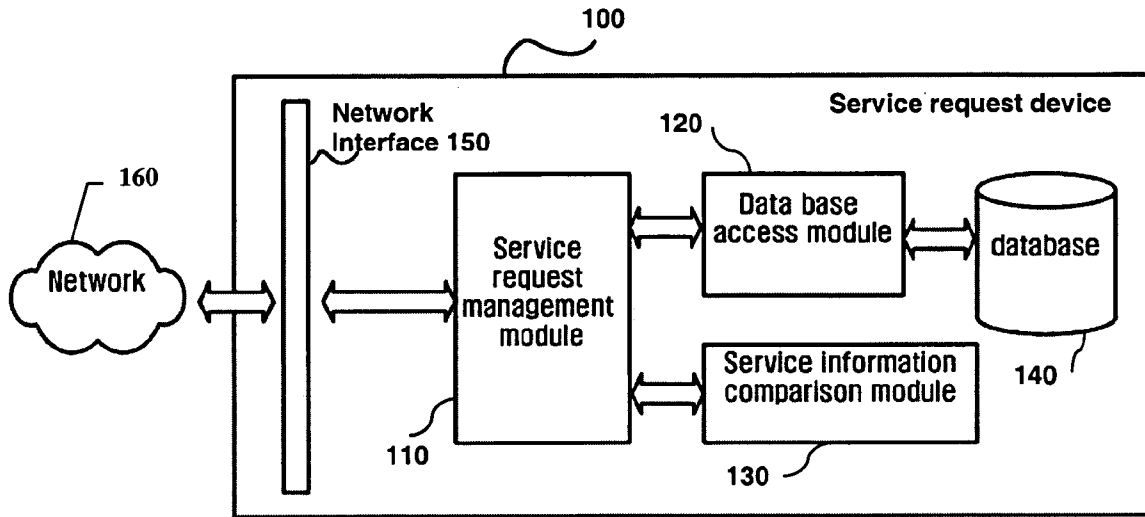 100
Service request device
Network
Interface 150
120
160
Network
Service
request
management
module
Data base
access module
database
Service information
comparison module
140
110
130